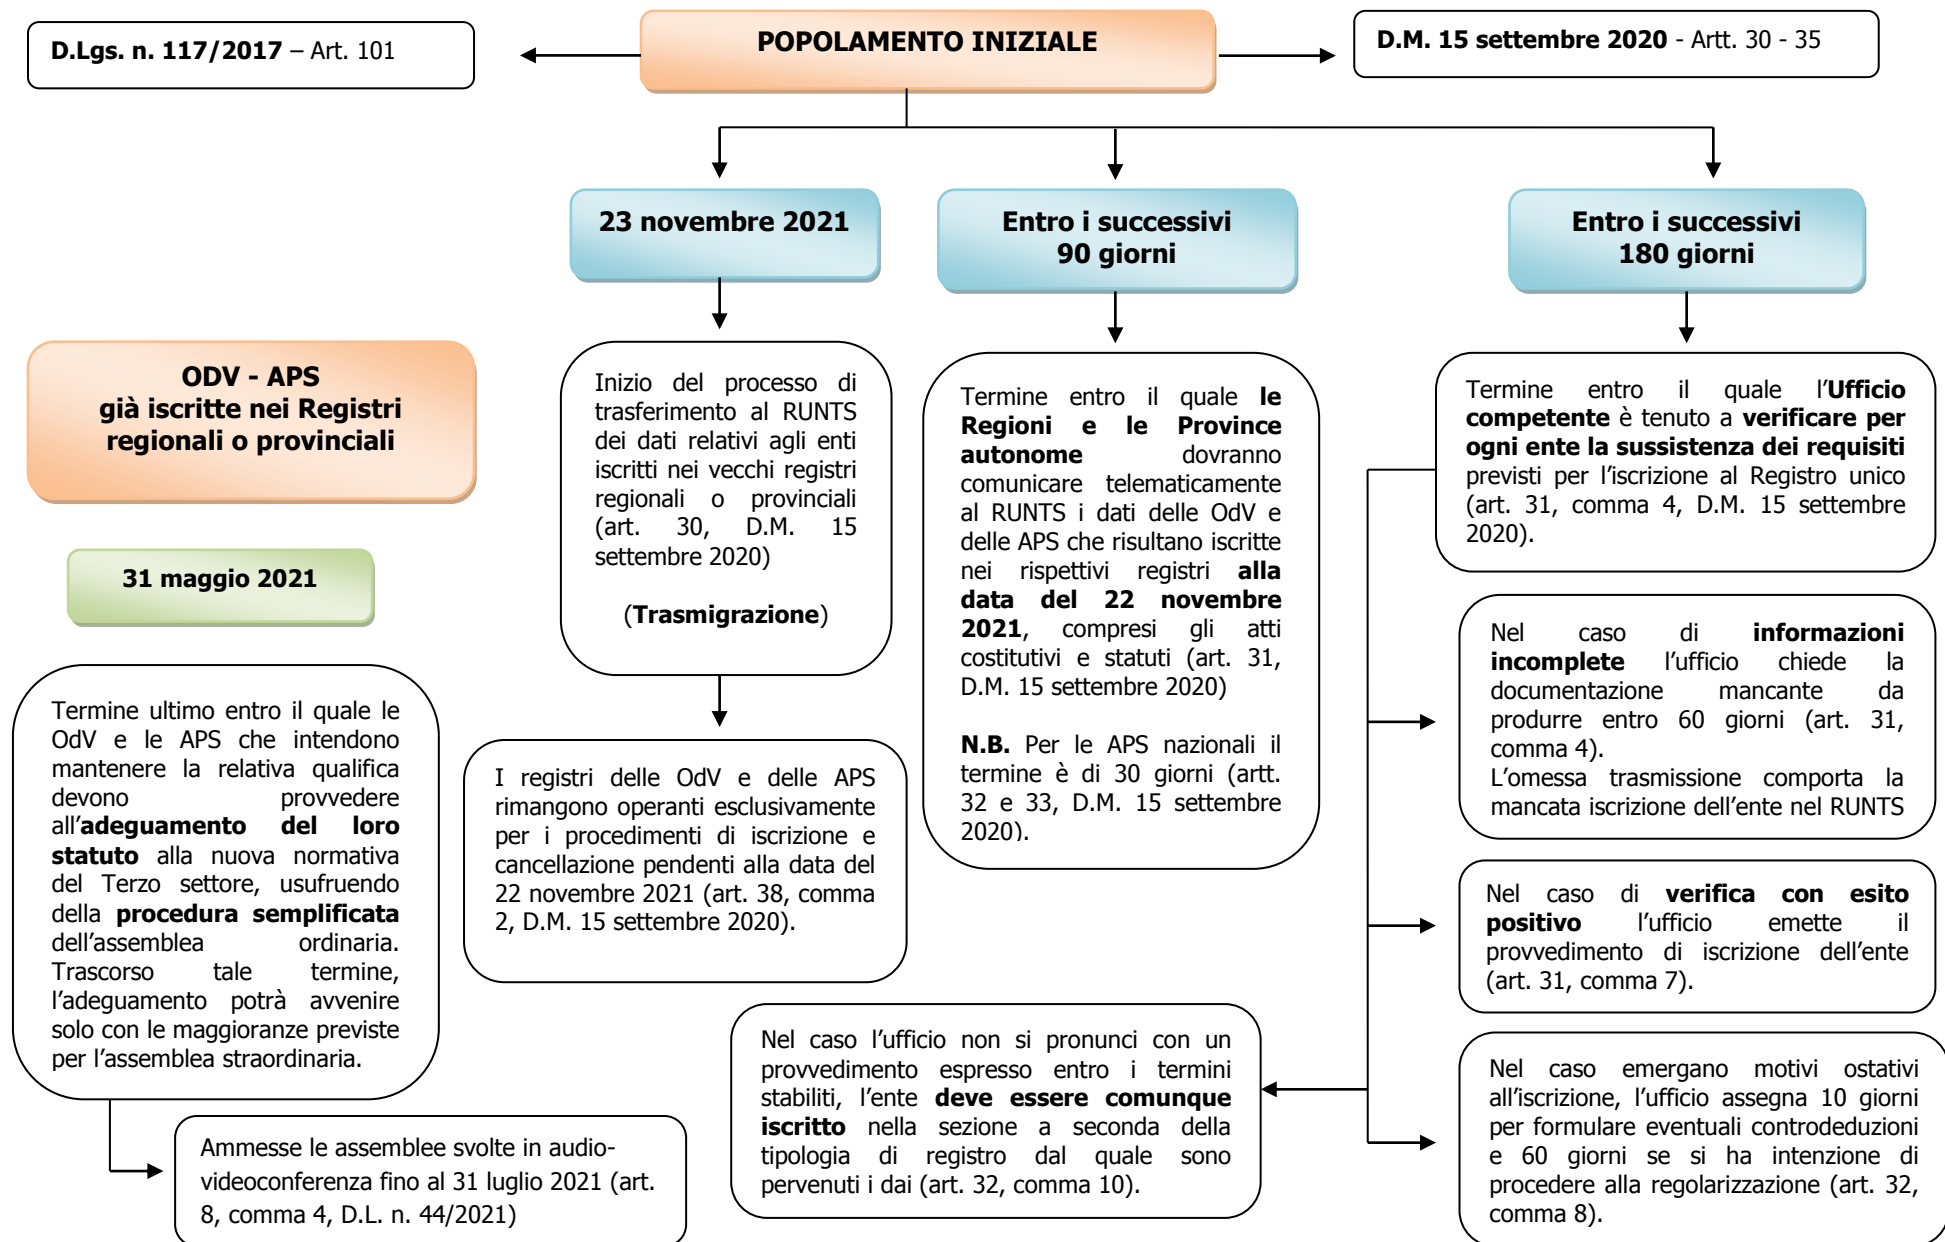 D.Lgs. n. 117/2017 – Art. 101
POPOLAMENTO INIZIALE
D.M. 15 settembre 2020 - Artt. 30 - 35
23 novembre 2021
Entro i successivi
90 giorni
Entro i successivi
180 giorni
ODV - APS
già iscritte nei Registri
regionali o provinciali
31 maggio 2021
Termine ultimo entro il quale le
OdV e le APS che intendono
mantenere la relativa qualifica
devono provvedere
all’adeguamento del loro
statuto alla nuova normativa
del Terzo settore, usufruendo
della procedura semplificata
dell’assemblea ordinaria.
Trascorso tale termine,
l’adeguamento potrà avvenire
solo con le maggioranze previste
per l’assemblea straordinaria.
Ammesse le assemblee svolte in audio-
videoconferenza fino al 31 luglio 2021 (art.
8, comma 4, D.L. n. 44/2021)
Inizio del processo di
trasferimento al RUNTS
dei dati relativi agli enti
iscritti nei vecchi registri
regionali o provinciali
(art. 30, D.M. 15
settembre 2020)
(Trasmigrazione)
I registri delle OdV e delle APS
rimangono operanti esclusivamente
per i procedimenti di iscrizione e
cancellazione pendenti alla data del
22 novembre 2021 (art. 38, comma
2, D.M. 15 settembre 2020).
Termine entro il quale le
Regioni e le Province
autonome dovranno
comunicare telematicamente
al RUNTS i dati delle OdV e
delle APS che risultano iscritte
nei rispettivi registri alla
data del 22 novembre
2021, compresi gli atti
costitutivi e statuti (art. 31,
D.M. 15 settembre 2020)
N.B. Per le APS nazionali il
termine è di 30 giorni (artt.
32 e 33, D.M. 15 settembre
2020).
Termine entro il quale l’Ufficio
competente è tenuto a verificare per
ogni ente la sussistenza dei requisiti
previsti per l’iscrizione al Registro unico
(art. 31, comma 4, D.M. 15 settembre
2020).
Nel caso di informazioni
incomplete l’ufficio chiede la
documentazione mancante da
produrre entro 60 giorni (art. 31,
comma 4).
L’omessa trasmissione comporta la
mancata iscrizione dell’ente nel RUNTS
Nel caso di verifica con esito
positivo l’ufficio emette il
provvedimento di iscrizione dell’ente
(art. 31, comma 7).
Nel caso l’ufficio non si pronunci con un
provvedimento espresso entro i termini
stabiliti, l’ente deve essere comunque
iscritto nella sezione a seconda della
tipologia di registro dal quale sono
pervenuti i dai (art. 32, comma 10).
Nel caso emergano motivi ostativi
all’iscrizione, l’ufficio assegna 10 giorni
per formulare eventuali controdeduzioni
e 60 giorni se si ha intenzione di
procedere alla regolarizzazione (art. 32,
comma 8).